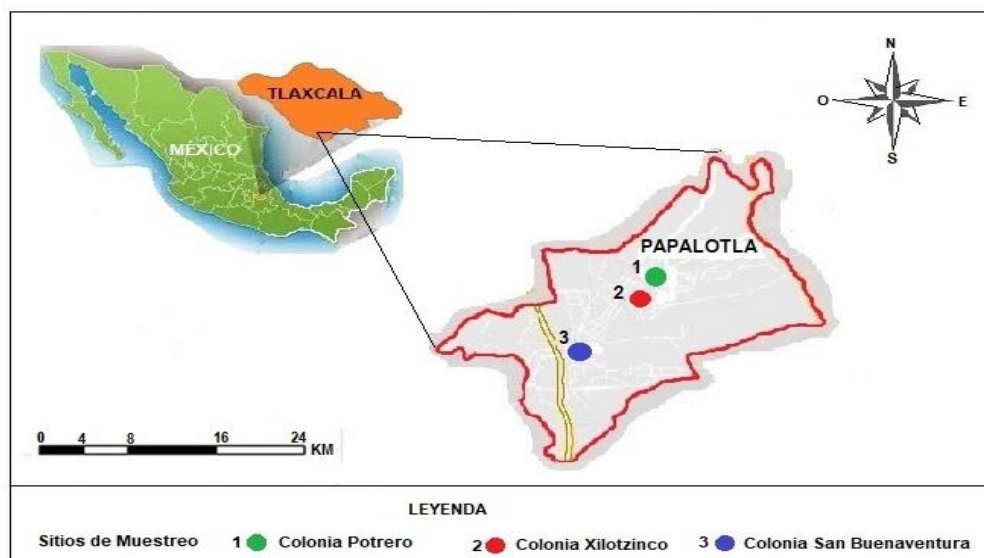 TLAXCALA
MÉXICO
N
O
E
S
PAPALOTLA
1
2
3
0 4 8 16 24 KM
LEYENDA
Sitios de Muestreo 1 Colonia Potrero 2 Colonia Xilotzinco 3 Colonia San Buenaventura